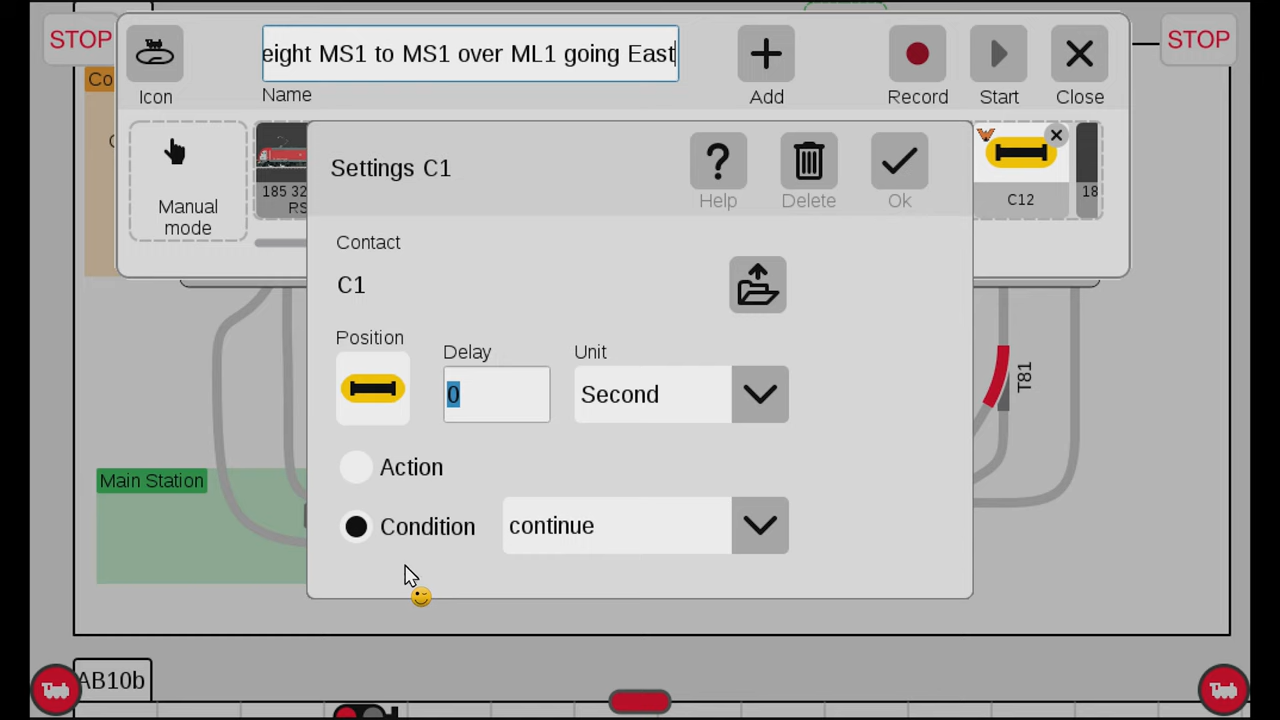 STOP
eight MS1 to MS1 over ML1 going East
STOP
Co
Icon
Name
Add
Record
Start
Close
Manual
mode
185 32
RS
Settings C1
Help
Delete
Ok
C12
18
Contact
C1
Position
Delay
Unit
0
Second
T81
Action
Main Station
Condition
continue
AB10b